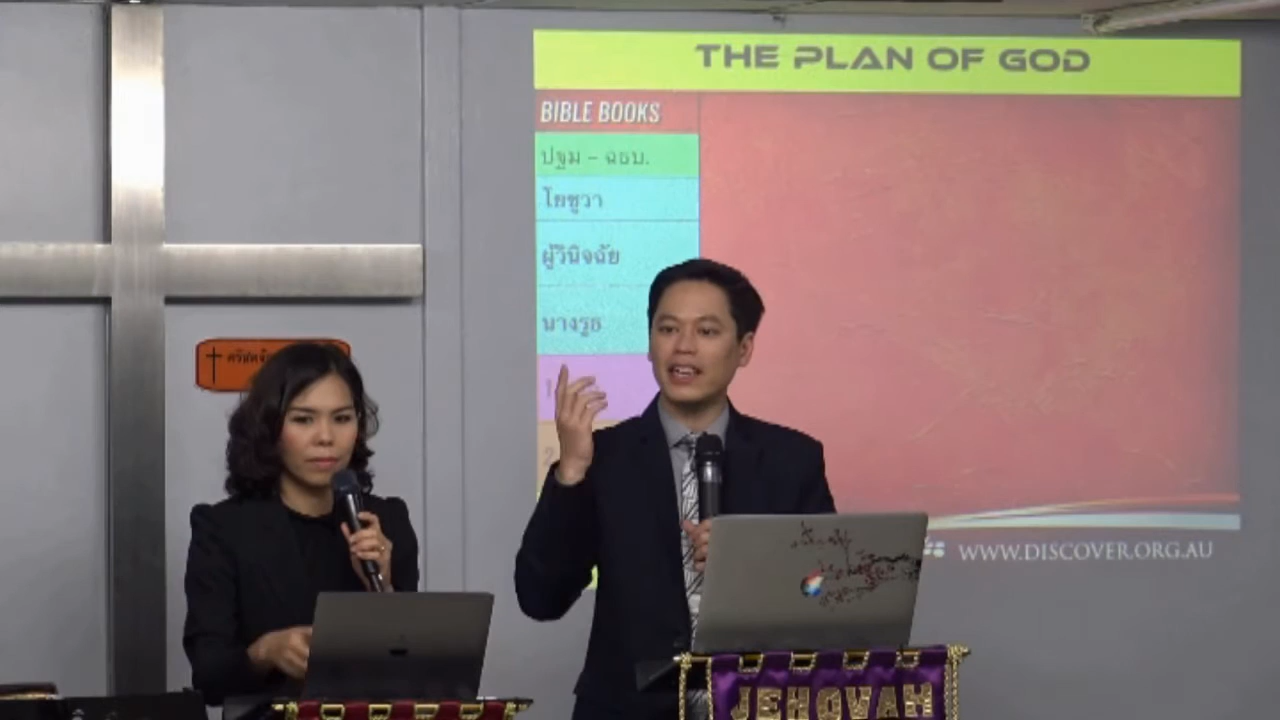 THE PLAN OF GOD
BIBLE BOOKS
ปฐม – ฉธบ.
โยชูวา
ผู้วินิจฉัย
นางรูธ
WWW.DISCOVER.ORG.AU
JEHOVAH